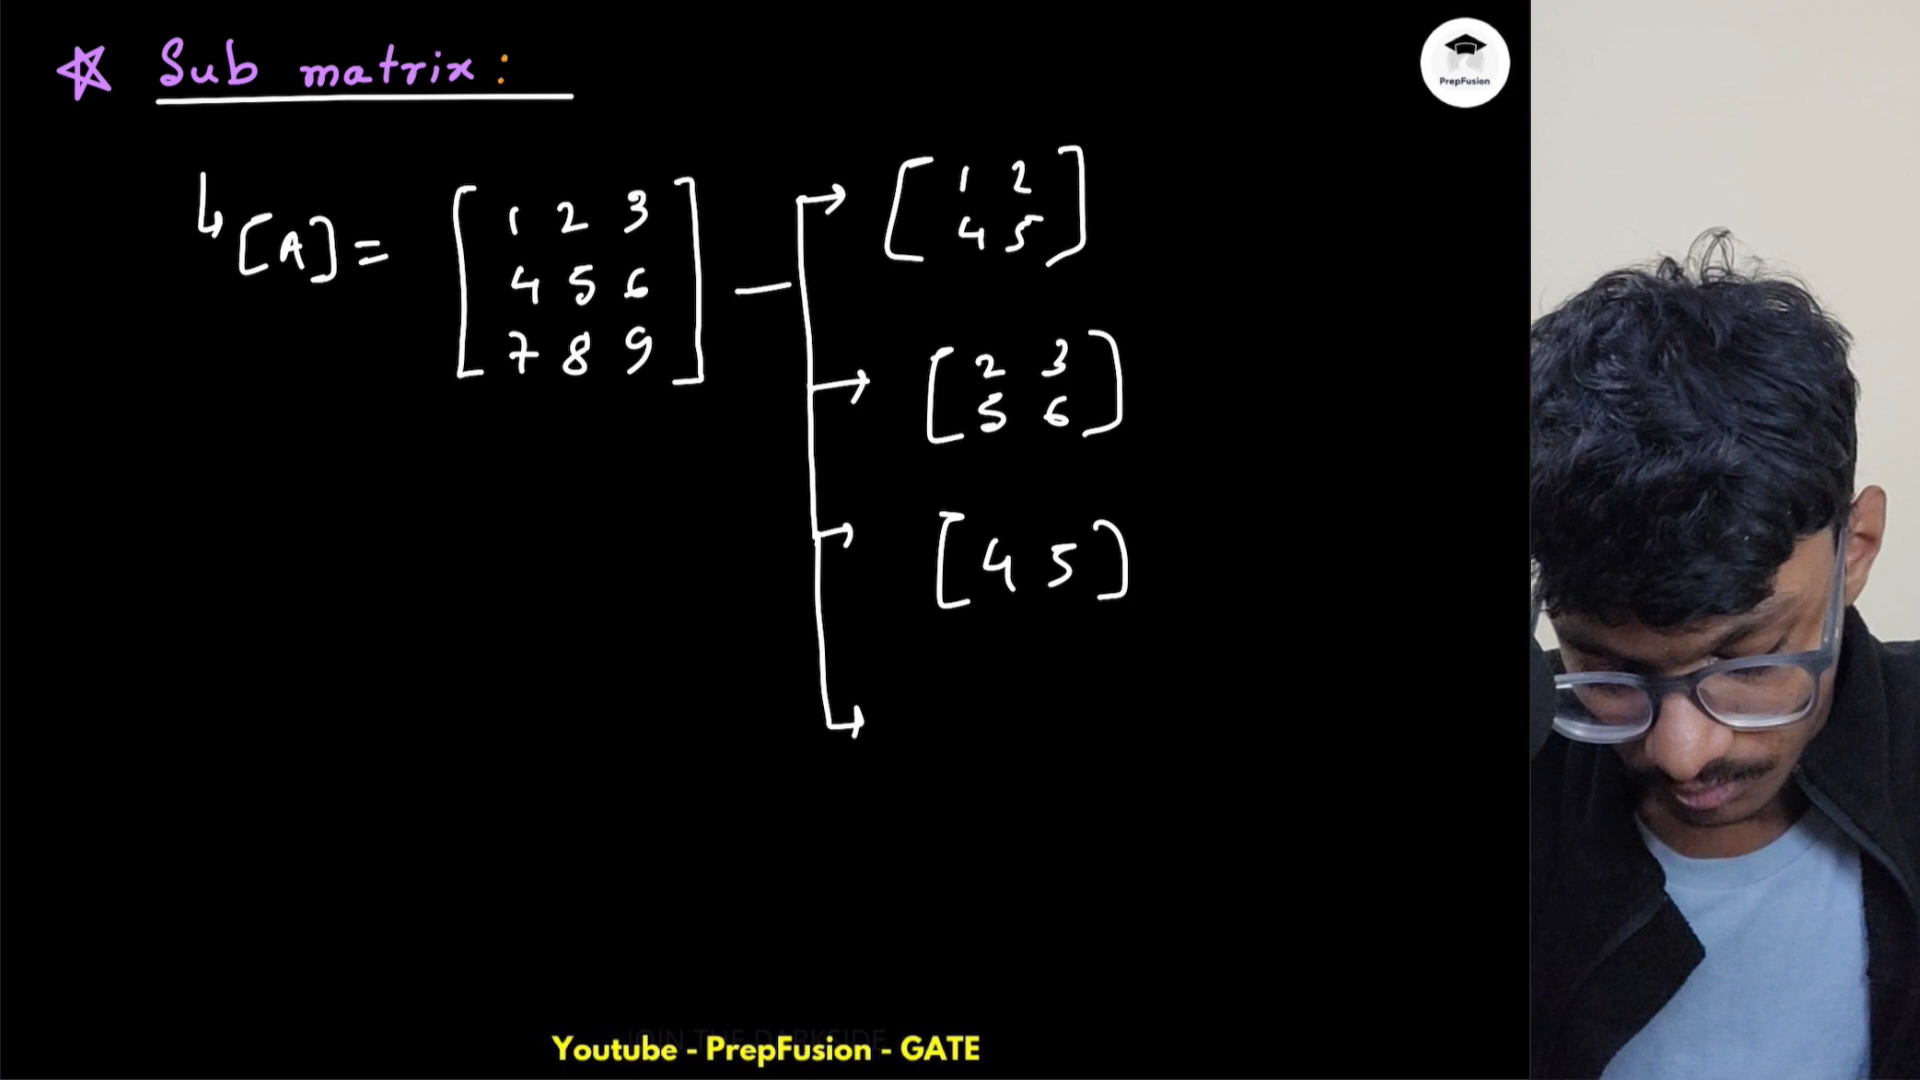 ☆ Sub matrix :
PrepFusion
↳ [A] = [ 1 2 3
4 5 6
7 8 9 ]
→ [ 1 2
4 5 ]
→ [ 2 3
5 6 ]
→ [ 4 5 ]
→
Youtube - PrepFusion - GATE